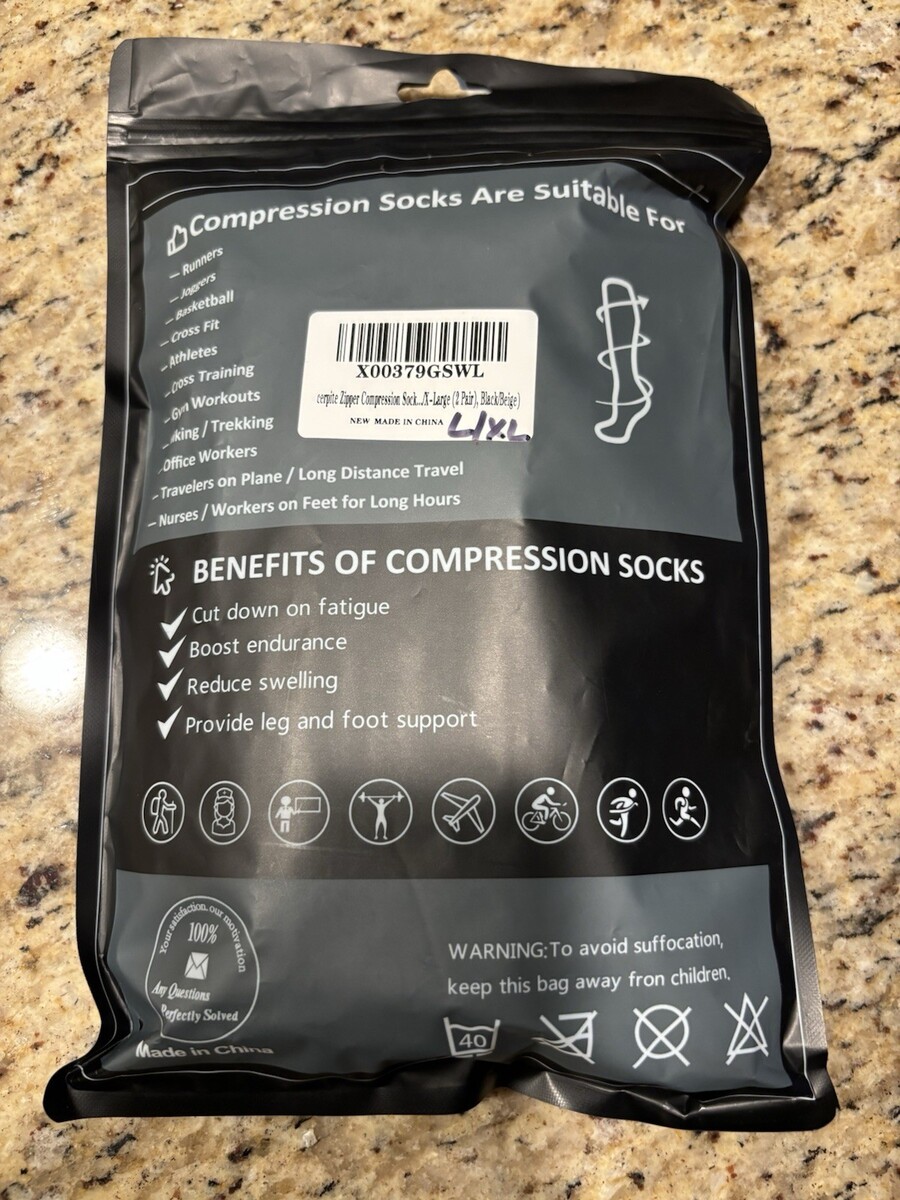 Compression Socks Are Suitable For
— Runners
— Joggers
— Basketball
— Cross Fit
— Athletes
— Cross Training
— Gym Workouts
Hiking / Trekking
Office Workers
— Travelers on Plane / Long Distance Travel
— Nurses / Workers on Feet for Long Hours
X00379GSWL
cerpite Zipper Compression Sock.../X-Large (2 Pair), Black/Beige)
NEW MADE IN CHINA
L/XL
BENEFITS OF COMPRESSION SOCKS
Cut down on fatigue
Boost endurance
Reduce swelling
Provide leg and foot support
Your satisfaction, our motivation
100%
Any Questions
Perfectly Solved
Made in China
WARNING:To avoid suffocation,
keep this bag away fron children.
40